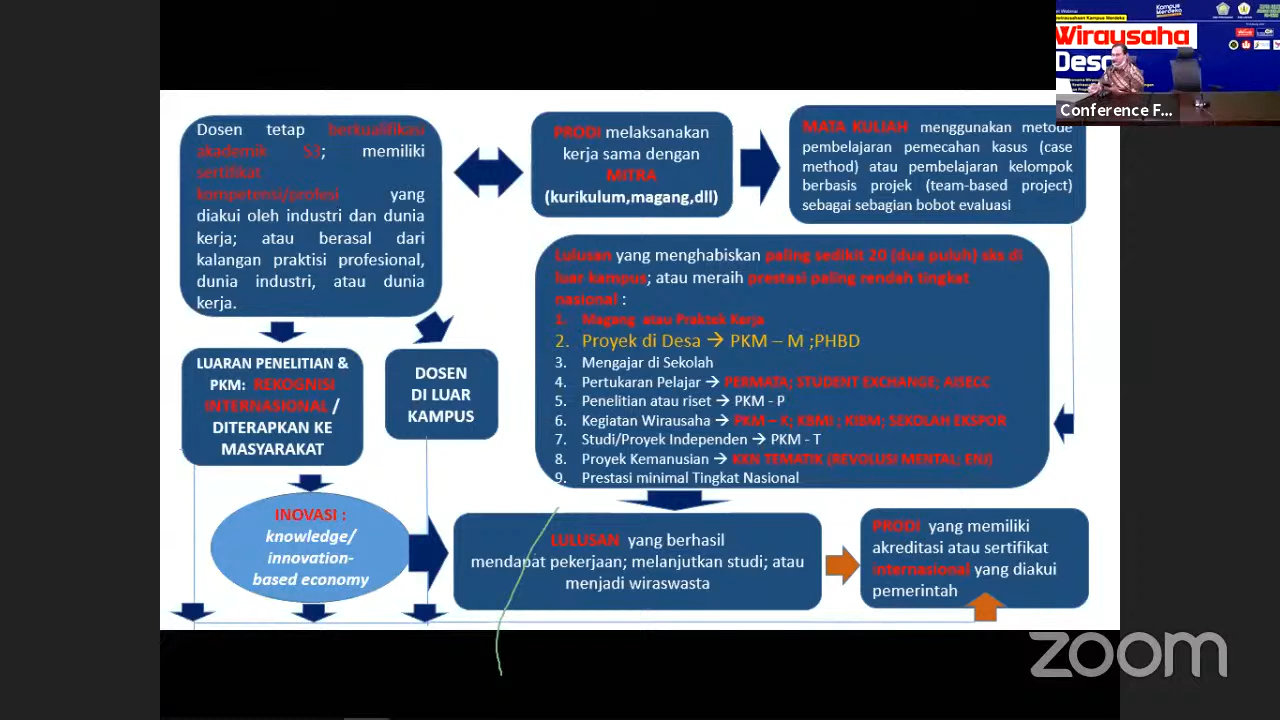 Kampus
Merdeka
Wirausaha
Desa
Conference F...
Dosen tetap berkualifikasi
akademik S3; memiliki
sertifikat
kompetensi/profesi yang
diakui oleh industri dan dunia
kerja; atau berasal dari
kalangan praktisi profesional,
dunia industri, atau dunia
kerja.
PRODI melaksanakan
kerja sama dengan
MITRA
(kurikulum,magang,dll)
MATA KULIAH menggunakan metode
pembelajaran pemecahan kasus (case
method) atau pembelajaran kelompok
berbasis projek (team-based project)
sebagai sebagian bobot evaluasi
Lulusan yang menghabiskan paling sedikit 20 (dua puluh) sks di
luar kampus; atau meraih prestasi paling rendah tingkat
nasional :
1. Magang atau Praktek Kerja
2. Proyek di Desa → PKM – M ;PHBD
3. Mengajar di Sekolah
4. Pertukaran Pelajar → PERMATA; STUDENT EXCHANGE; AISECC
5. Penelitian atau riset → PKM - P
6. Kegiatan Wirausaha → PKM – K; KBMI ; KIBM; SEKOLAH EKSPOR
7. Studi/Proyek Independen → PKM - T
8. Proyek Kemanusian → KKN TEMATIK (REVOLUSI MENTAL; ENJ)
9. Prestasi minimal Tingkat Nasional
LUARAN PENELITIAN &
PKM: REKOGNISI
INTERNASIONAL /
DITERAPKAN KE
MASYARAKAT
DOSEN
DI LUAR
KAMPUS
INOVASI :
knowledge/
innovation-
based economy
LULUSAN yang berhasil
mendapat pekerjaan; melanjutkan studi; atau
menjadi wiraswasta
PRODI yang memiliki
akreditasi atau sertifikat
internasional yang diakui
pemerintah
zoom